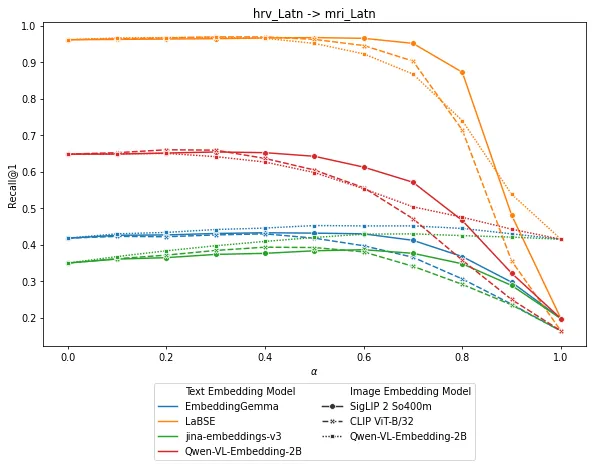 hrv_Latn -> mri_Latn
Recall@1
1.0
0.9
0.8
0.7
0.6
0.5
0.4
0.3
0.2
0.0 0.2 0.4 0.6 0.8 1.0
α
Text Embedding Model
EmbeddingGemma
LaBSE
jina-embeddings-v3
Qwen-VL-Embedding-2B
Image Embedding Model
SigLIP 2 So400m
CLIP ViT-B/32
Qwen-VL-Embedding-2B